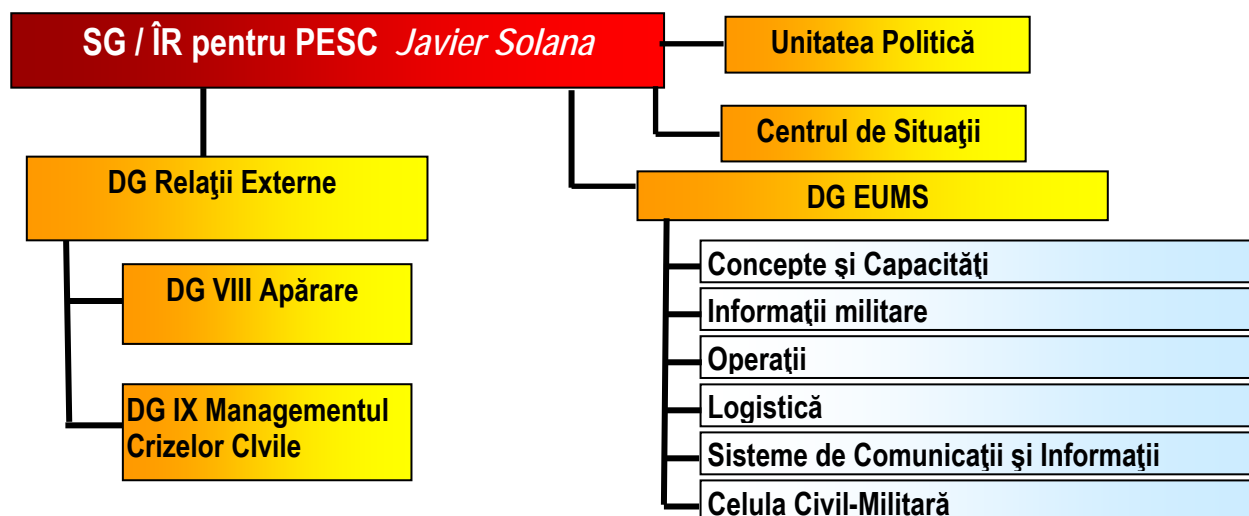 SG / ÎR pentru PESC Javier Solana
Unitatea Politică
Centrul de Situaţii
DG Relaţii Externe
DG EUMS
DG VIII Apărare
DG IX Managementul
Crizelor CIvile
Concepte şi Capacităţi
Informaţii militare
Operaţii
Logistică
Sisteme de Comunicaţii şi Informaţii
Celula Civil-Militară